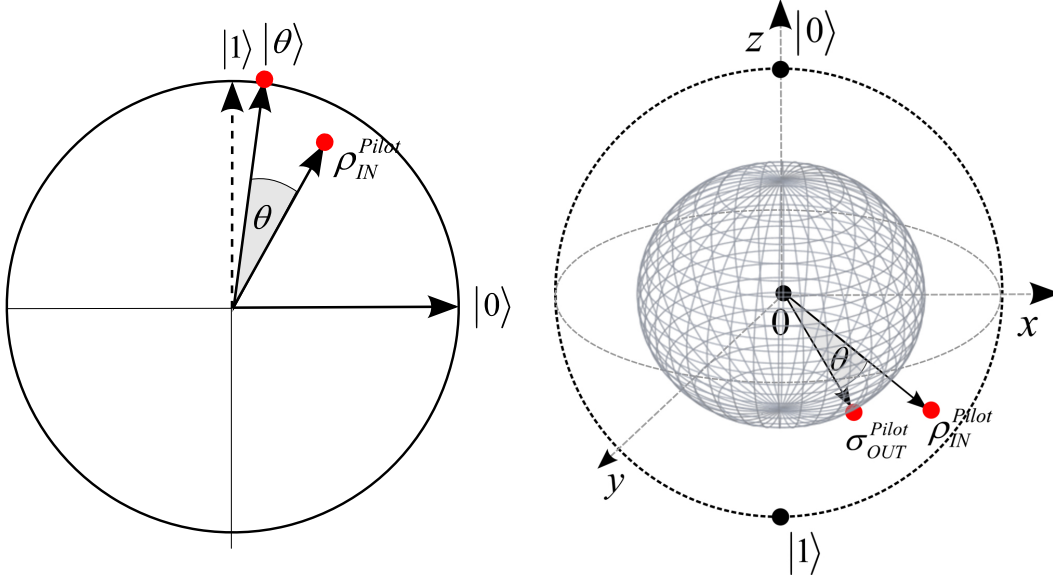 |1⟩ |θ⟩
ρ_IN^Pilot
θ
|0⟩
z |0⟩
0
x
θ
σ_OUT^Pilot ρ_IN^Pilot
y
|1⟩